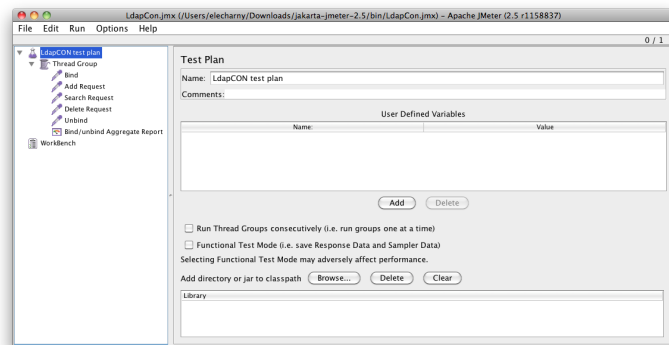 LdapCon.jmx (/Users/elecharny/Downloads/jakarta-jmeter-2.5/bin/LdapCon.jmx) - Apache JMeter (2.5 r1158837)
File Edit Run Options Help
0 / 1
LdapCON test plan
Thread Group
Bind
Add Request
Search Request
Delete Request
Unbind
Bind/unbind Aggregate Report
WorkBench
Test Plan
Name: LdapCON test plan
Comments:
User Defined Variables
Name: Value
Add Delete
Run Thread Groups consecutively (i.e. run groups one at a time)
Functional Test Mode (i.e. save Response Data and Sampler Data)
Selecting Functional Test Mode may adversely affect performance.
Add directory or jar to classpath Browse... Delete Clear
Library